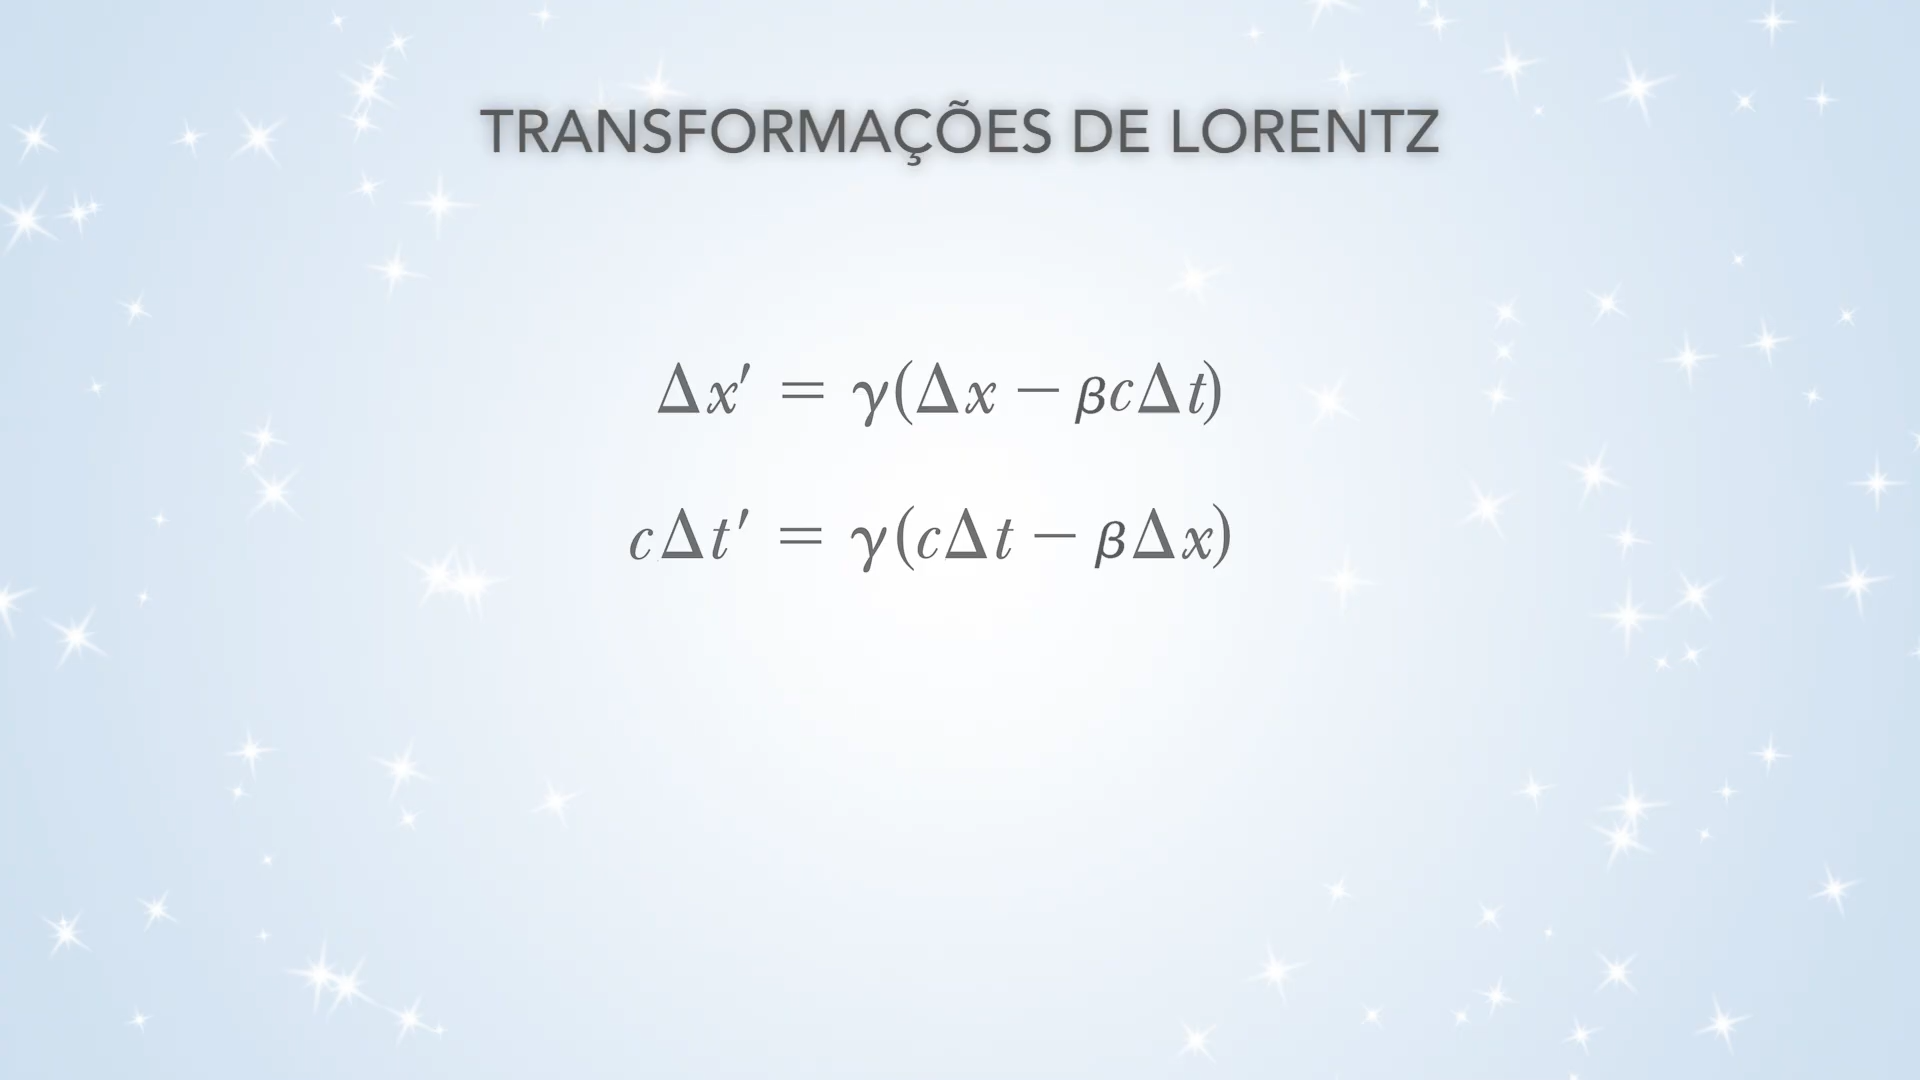 TRANSFORMAÇÕES DE LORENTZ
Δx′ = γ(Δx − βcΔt)
cΔt′ = γ(cΔt − βΔx)